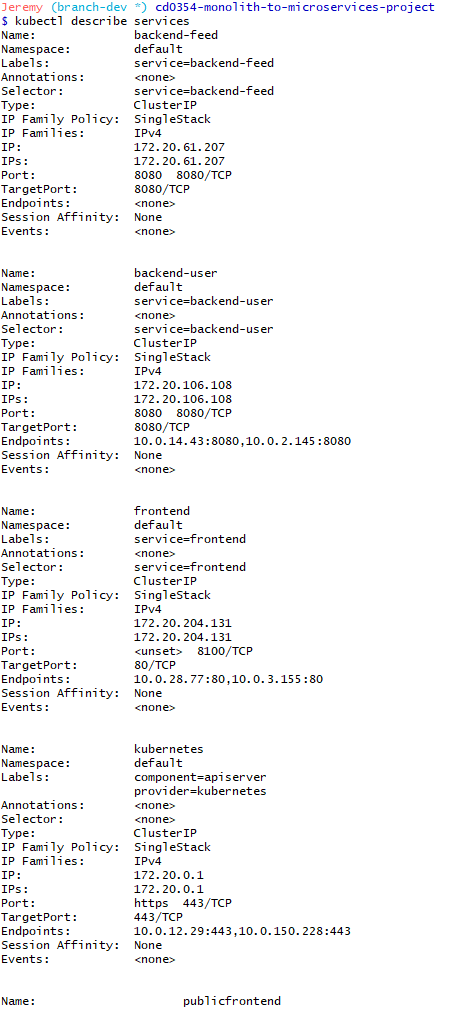 Jeremy (branch-dev *) cd0354-monolith-to-microservices-project
$ kubectl describe services
Name:              backend-feed
Namespace:         default
Labels:            service=backend-feed
Annotations:       <none>
Selector:          service=backend-feed
Type:              ClusterIP
IP Family Policy:  SingleStack
IP Families:       IPv4
IP:                172.20.61.207
IPs:               172.20.61.207
Port:              8080  8080/TCP
TargetPort:        8080/TCP
Endpoints:         <none>
Session Affinity:  None
Events:            <none>

Name:              backend-user
Namespace:         default
Labels:            service=backend-user
Annotations:       <none>
Selector:          service=backend-user
Type:              ClusterIP
IP Family Policy:  SingleStack
IP Families:       IPv4
IP:                172.20.106.108
IPs:               172.20.106.108
Port:              8080  8080/TCP
TargetPort:        8080/TCP
Endpoints:         10.0.14.43:8080,10.0.2.145:8080
Session Affinity:  None
Events:            <none>

Name:              frontend
Namespace:         default
Labels:            service=frontend
Annotations:       <none>
Selector:          service=frontend
Type:              ClusterIP
IP Family Policy:  SingleStack
IP Families:       IPv4
IP:                172.20.204.131
IPs:               172.20.204.131
Port:              <unset>  8100/TCP
TargetPort:        80/TCP
Endpoints:         10.0.28.77:80,10.0.3.155:80
Session Affinity:  None
Events:            <none>

Name:              kubernetes
Namespace:         default
Labels:            component=apiserver
                   provider=kubernetes
Annotations:       <none>
Selector:          <none>
Type:              ClusterIP
IP Family Policy:  SingleStack
IP Families:       IPv4
IP:                172.20.0.1
IPs:               172.20.0.1
Port:              https  443/TCP
TargetPort:        443/TCP
Endpoints:         10.0.12.29:443,10.0.150.228:443
Session Affinity:  None
Events:            <none>

Name:                     publicfrontend